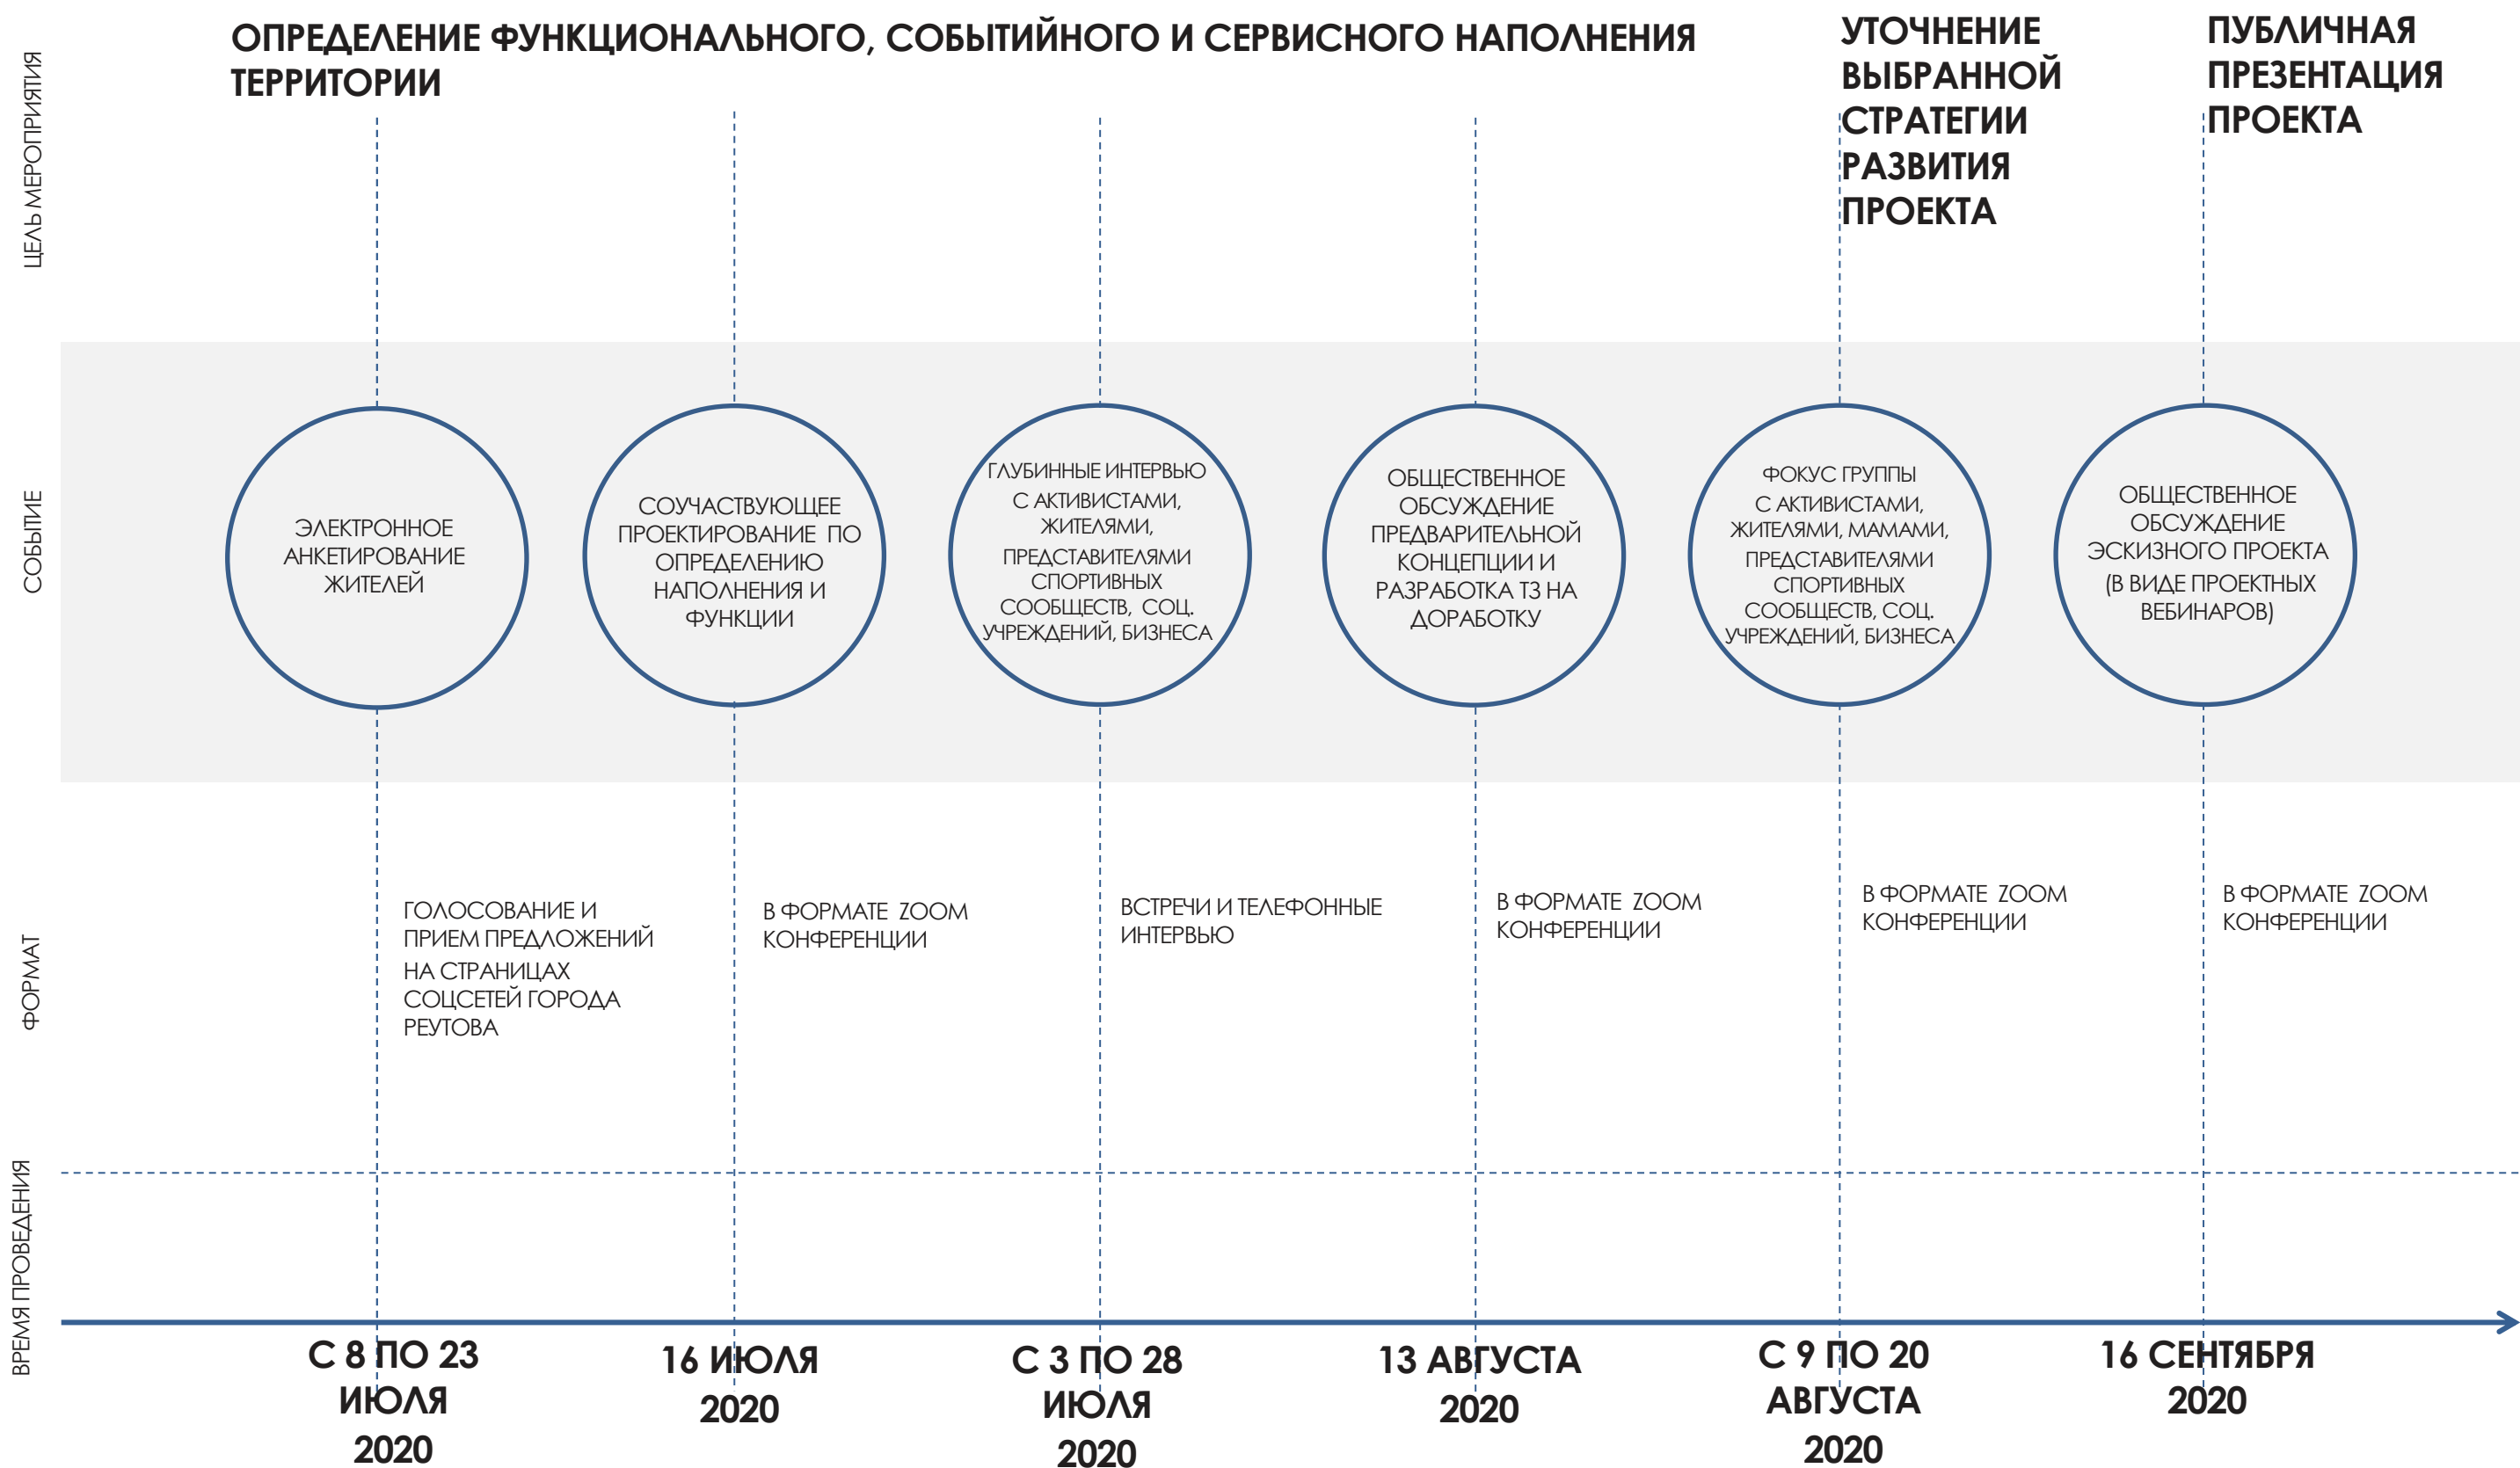 ЦЕЛЬ МЕРОПРИЯТИЯ
ОПРЕДЕЛЕНИЕ ФУНКЦИОНАЛЬНОГО, СОБЫТИЙНОГО И СЕРВИСНОГО НАПОЛНЕНИЯ
ТЕРРИТОРИИ
УТОЧНЕНИЕ
ВЫБРАННОЙ
СТРАТЕГИИ
РАЗВИТИЯ
ПРОЕКТА
ПУБЛИЧНАЯ
ПРЕЗЕНТАЦИЯ
ПРОЕКТА
СОБЫТИЕ
ЭЛЕКТРОННОЕ
АНКЕТИРОВАНИЕ
ЖИТЕЛЕЙ
СОУЧАСТВУЮЩЕЕ
ПРОЕКТИРОВАНИЕ ПО
ОПРЕДЕЛЕНИЮ
НАПОЛНЕНИЯ И
ФУНКЦИИ
ГЛУБИННЫЕ ИНТЕРВЬЮ
С АКТИВИСТАМИ,
ЖИТЕЛЯМИ,
ПРЕДСТАВИТЕЛЯМИ
СПОРТИВНЫХ
СООБЩЕСТВ, СОЦ.
УЧРЕЖДЕНИЙ, БИЗНЕСА
ОБЩЕСТВЕННОЕ
ОБСУЖДЕНИЕ
ПРЕДВАРИТЕЛЬНОЙ
КОНЦЕПЦИИ И
РАЗРАБОТКА ТЗ НА
ДОРАБОТКУ
ФОКУС ГРУППЫ
С АКТИВИСТАМИ,
ЖИТЕЛЯМИ, МАМАМИ,
ПРЕДСТАВИТЕЛЯМИ
СПОРТИВНЫХ
СООБЩЕСТВ, СОЦ.
УЧРЕЖДЕНИЙ, БИЗНЕСА
ОБЩЕСТВЕННОЕ
ОБСУЖДЕНИЕ
ЭСКИЗНОГО ПРОЕКТА
(В ВИДЕ ПРОЕКТНЫХ
ВЕБИНАРОВ)
ФОРМАТ
ГОЛОСОВАНИЕ И
ПРИЕМ ПРЕДЛОЖЕНИЙ
НА СТРАНИЦАХ
СОЦСЕТЕЙ ГОРОДА
РЕУТОВА
В ФОРМАТЕ ZOOM
КОНФЕРЕНЦИИ
ВСТРЕЧИ И ТЕЛЕФОННЫЕ
ИНТЕРВЬЮ
В ФОРМАТЕ ZOOM
КОНФЕРЕНЦИИ
В ФОРМАТЕ ZOOM
КОНФЕРЕНЦИИ
В ФОРМАТЕ ZOOM
КОНФЕРЕНЦИИ
ВРЕМЯ ПРОВЕДЕНИЯ
С 8 ПО 23
ИЮЛЯ
2020
16 ИЮЛЯ
2020
С 3 ПО 28
ИЮЛЯ
2020
13 АВГУСТА
2020
С 9 ПО 20
АВГУСТА
2020
16 СЕНТЯБРЯ
2020